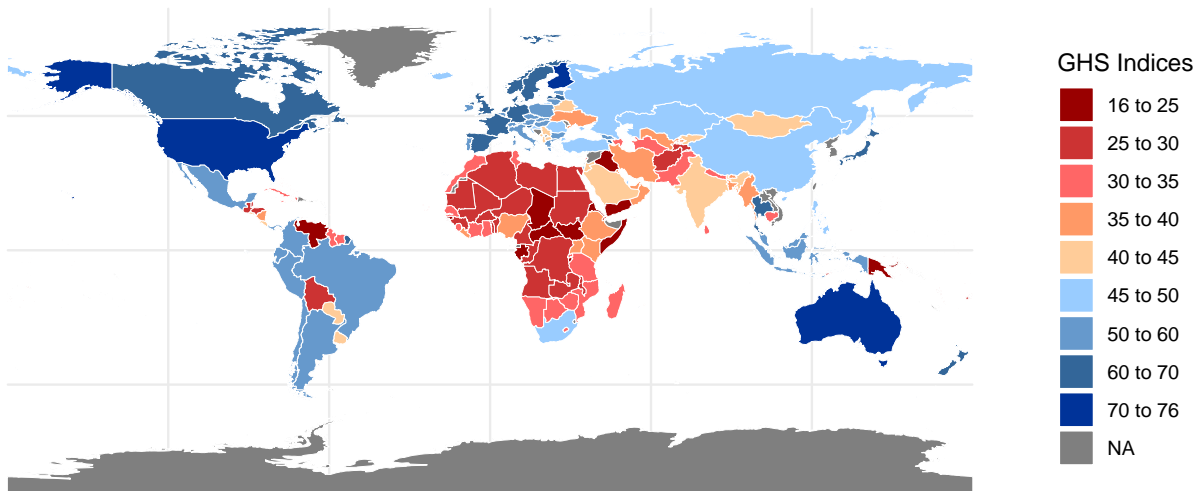 GHS Indices
16 to 25
25 to 30
30 to 35
35 to 40
40 to 45
45 to 50
50 to 60
60 to 70
70 to 76
NA